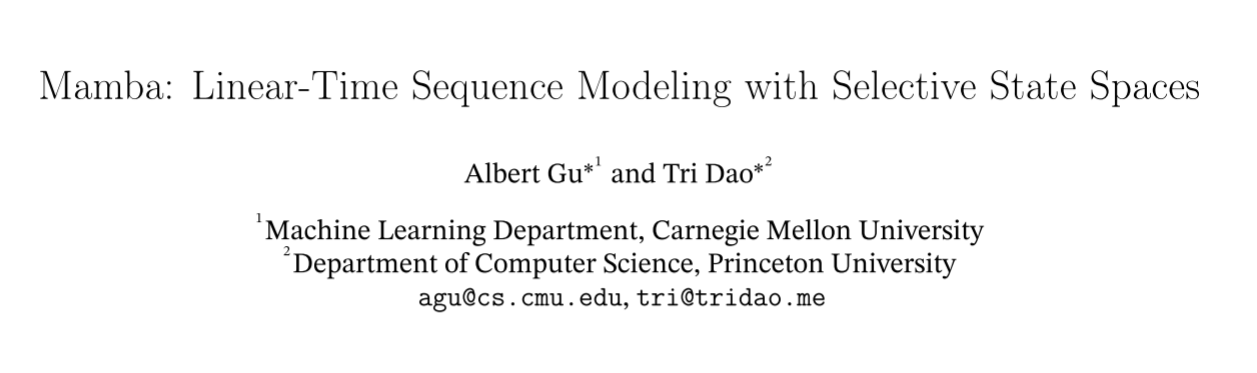 Mamba: Linear-Time Sequence Modeling with Selective State Spaces
Albert Gu*1 and Tri Dao*2
1Machine Learning Department, Carnegie Mellon University
2Department of Computer Science, Princeton University
agu@cs.cmu.edu, tri@tridao.me